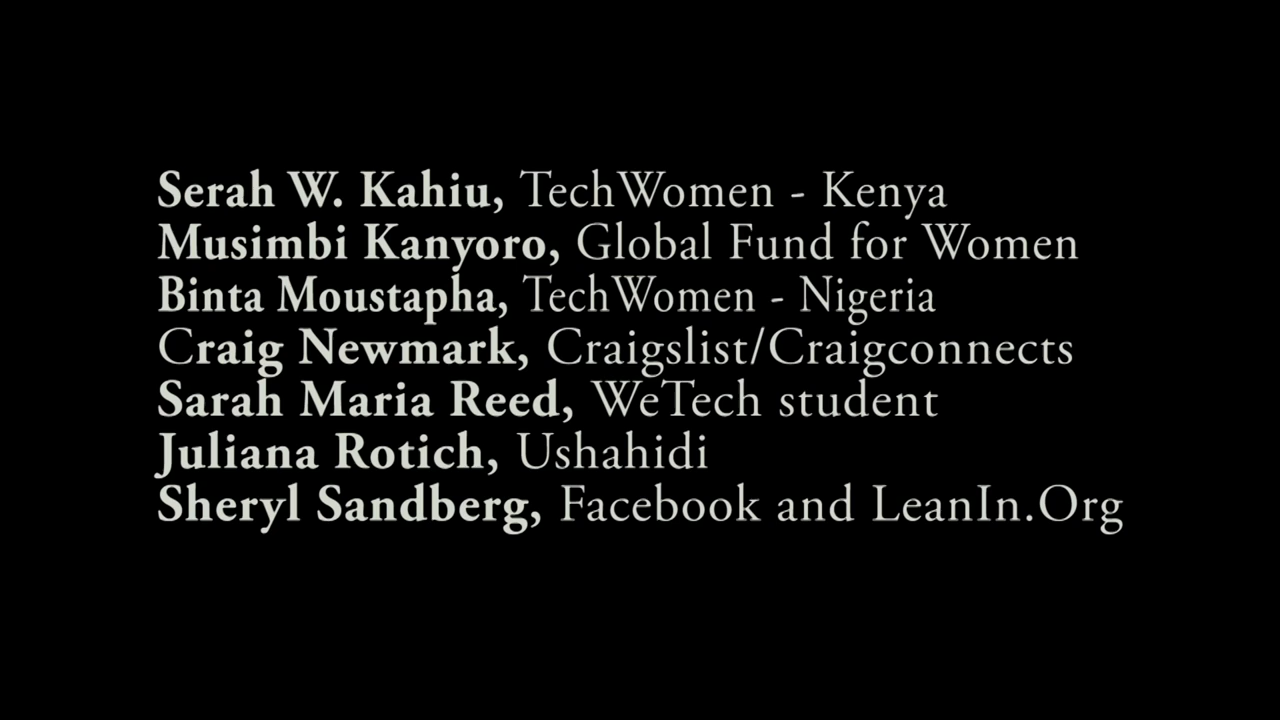 Serah W. Kahiu, TechWomen - Kenya
Musimbi Kanyoro, Global Fund for Women
Binta Moustapha, TechWomen - Nigeria
Craig Newmark, Craigslist/Craigconnects
Sarah Maria Reed, WeTech student
Juliana Rotich, Ushahidi
Sheryl Sandberg, Facebook and LeanIn.Org